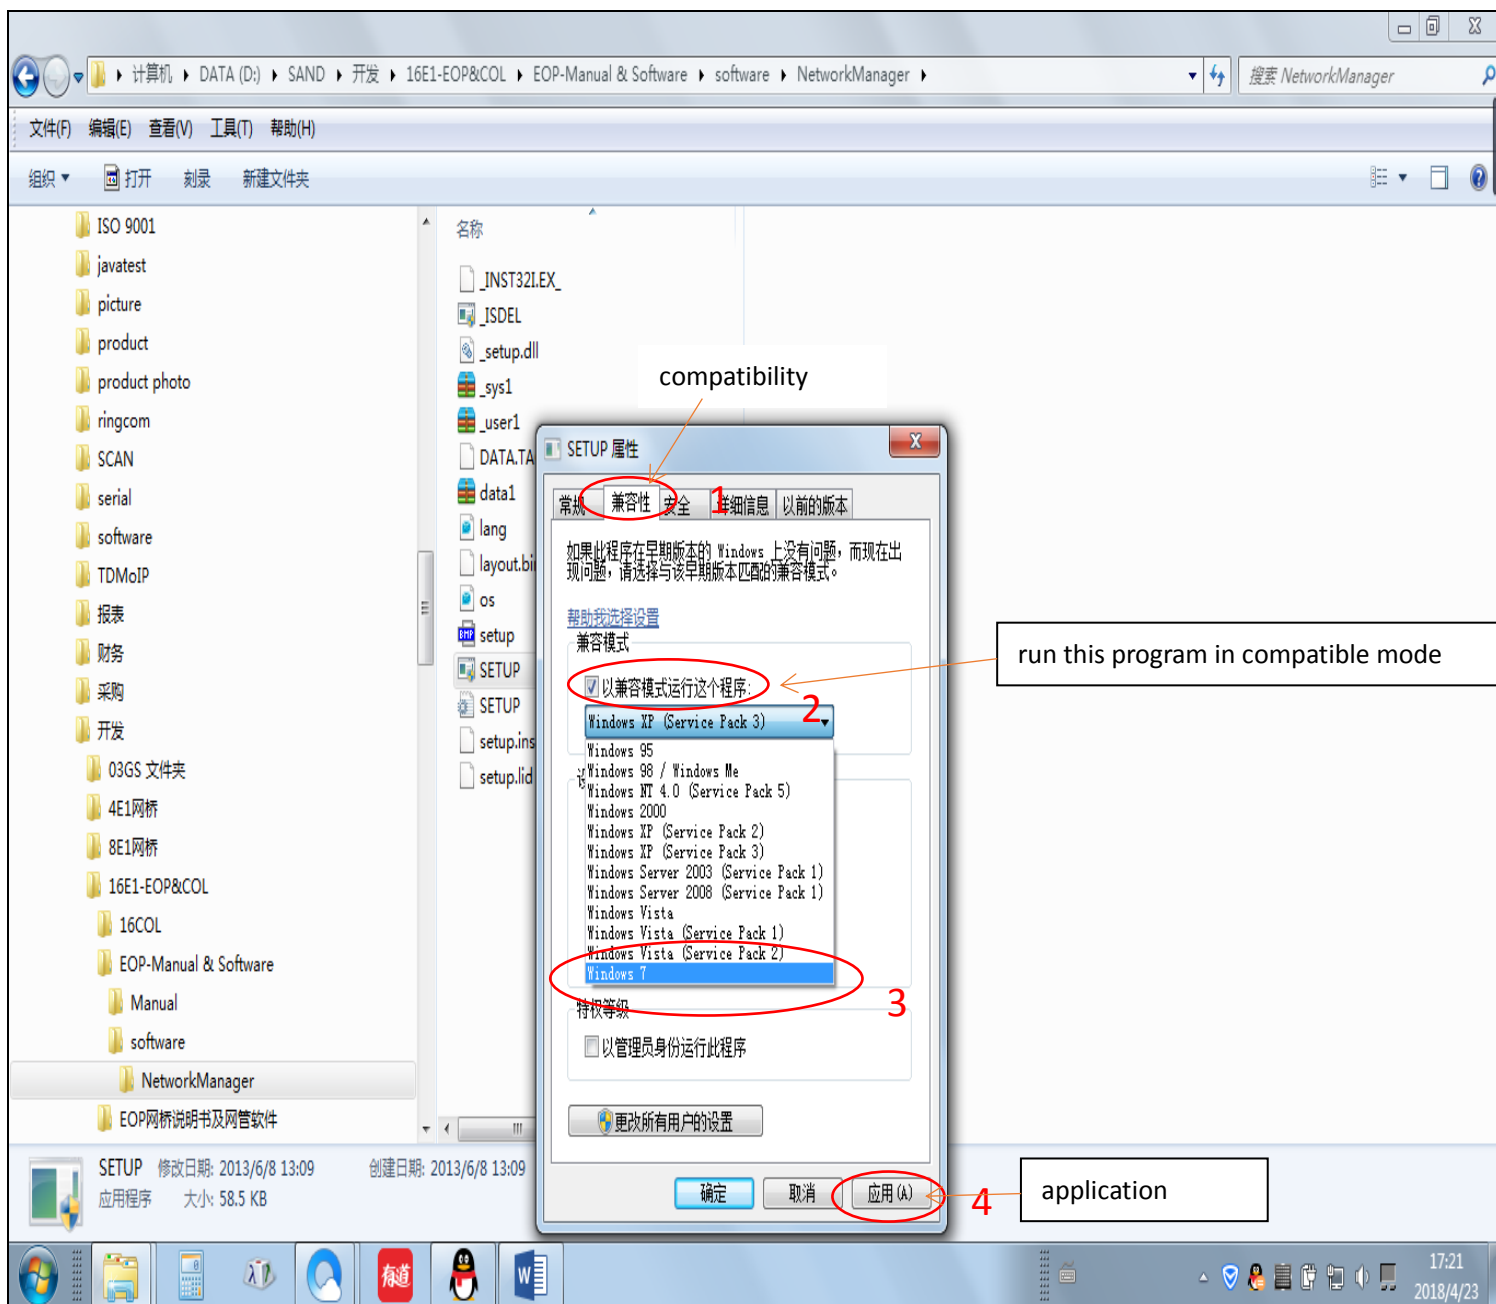 计算机 ▸ DATA (D:) ▸ SAND ▸ 开发 ▸ 16E1-EOP&COL ▸ EOP-Manual & Software ▸ software ▸ NetworkManager ▸
搜索 NetworkManager
文件(F) 编辑(E) 查看(V) 工具(T) 帮助(H)
组织 打开 刻录 新建文件夹
ISO 9001
javatest
picture
product
product photo
ringcom
SCAN
serial
software
TDMoIP
报表
财务
采购
开发
03GS 文件夹
4E1网桥
8E1网桥
16E1-EOP&COL
16COL
EOP-Manual & Software
Manual
software
NetworkManager
EOP网桥说明书及网管软件
名称
_INST32I.EX_
_ISDEL
_setup.dll
_sys1
_user1
DATA.TA
data1
lang
layout.bi
os
setup
SETUP
SETUP
setup.ins
setup.lid
compatibility
SETUP 属性
常规 兼容性 安全 详细信息 以前的版本
1
如果此程序在早期版本的 Windows 上没有问题，而现在出
现问题，请选择与该早期版本匹配的兼容模式。
帮助我选择设置
兼容模式
以兼容模式运行这个程序:
2
run this program in compatible mode
Windows XP (Service Pack 3)
Windows 95
Windows 98 / Windows Me
Windows NT 4.0 (Service Pack 5)
Windows 2000
Windows XP (Service Pack 2)
Windows XP (Service Pack 3)
Windows Server 2003 (Service Pack 1)
Windows Server 2008 (Service Pack 1)
Windows Vista
Windows Vista (Service Pack 1)
Windows Vista (Service Pack 2)
Windows 7
3
特权等级
以管理员身份运行此程序
更改所有用户的设置
确定 取消 应用(A)
4
application
SETUP 修改日期: 2013/6/8 13:09 创建日期: 2013/6/8 13:09
应用程序 大小: 58.5 KB
有道
17:21
2018/4/23